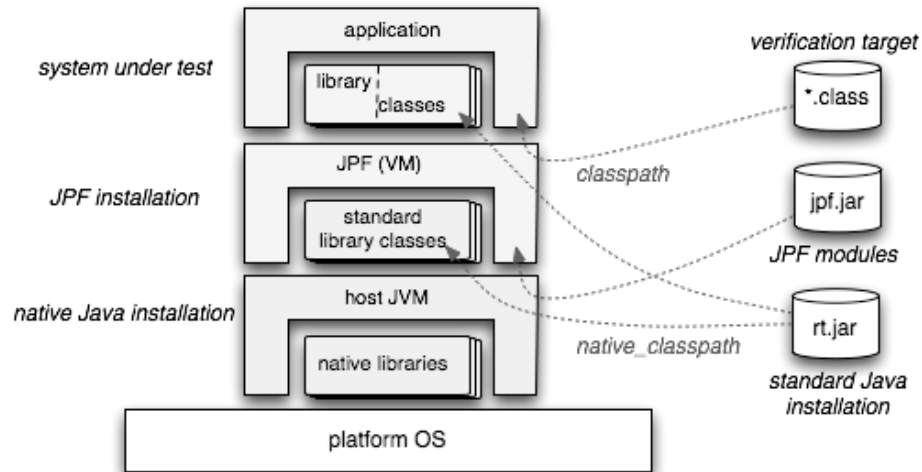 application
verification target
system under test
library
classes
*.class
JPF (VM)
classpath
JPF installation
standard
library classes
jpf.jar
JPF modules
host JVM
native Java installation
rt.jar
native_classpath
native libraries
standard Java
installation
platform OS